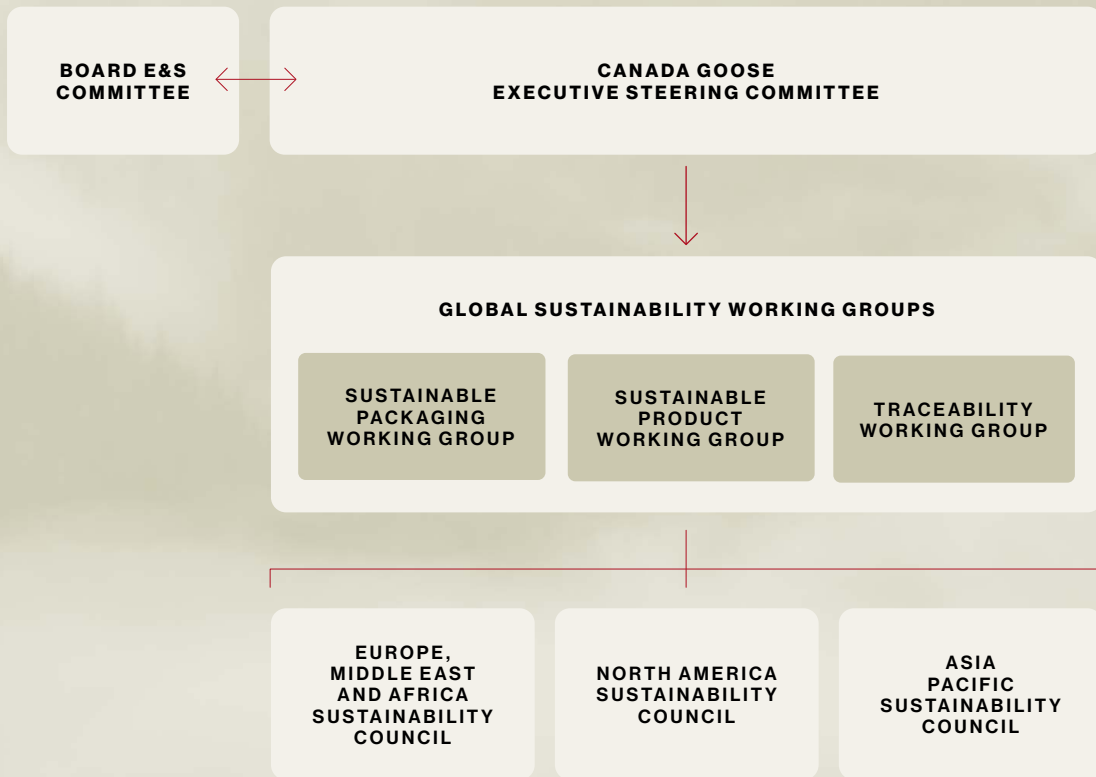 BOARD E&S
COMMITTEE
CANADA GOOSE
EXECUTIVE STEERING COMMITTEE
GLOBAL SUSTAINABILITY WORKING GROUPS
SUSTAINABLE
PACKAGING
WORKING GROUP
SUSTAINABLE
PRODUCT
WORKING GROUP
TRACEABILITY
WORKING GROUP
EUROPE,
MIDDLE EAST
AND AFRICA
SUSTAINABILITY
COUNCIL
NORTH AMERICA
SUSTAINABILITY
COUNCIL
ASIA
PACIFIC
SUSTAINABILITY
COUNCIL